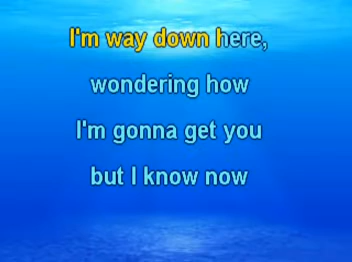 I'm way down here,
wondering how
I'm gonna get you
but I know now